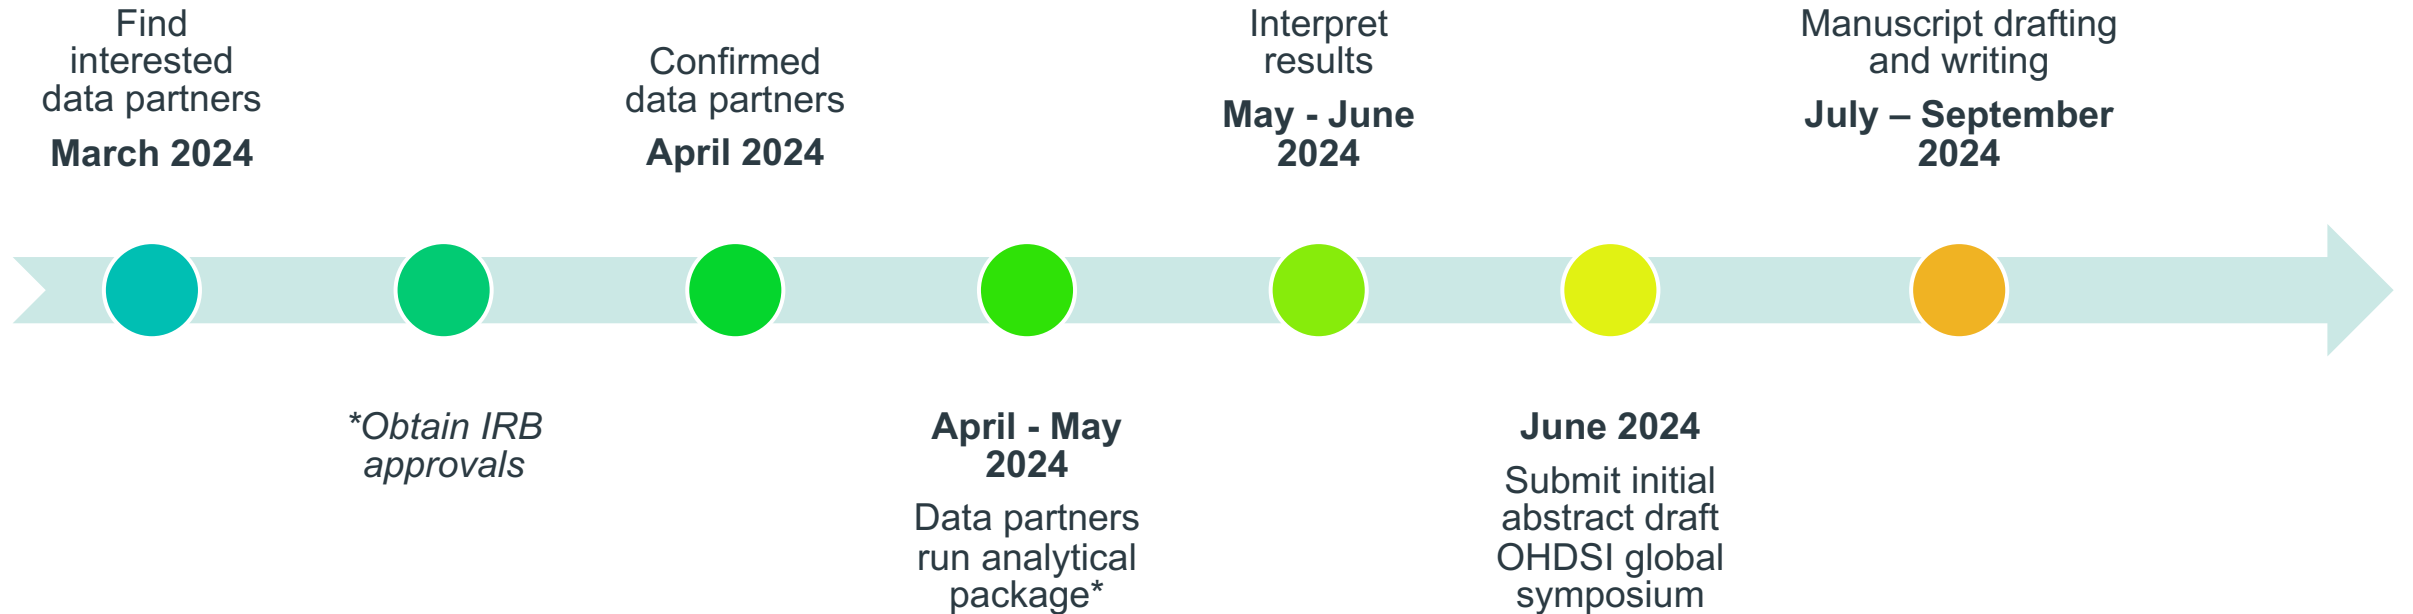 Find
interested
data partners
March 2024
*Obtain IRB
approvals
Confirmed
data partners
April 2024
April - May
2024
Data partners
run analytical
package*
Interpret
results
May - June
2024
June 2024
Submit initial
abstract draft
OHDSI global
symposium
Manuscript drafting
and writing
July – September
2024